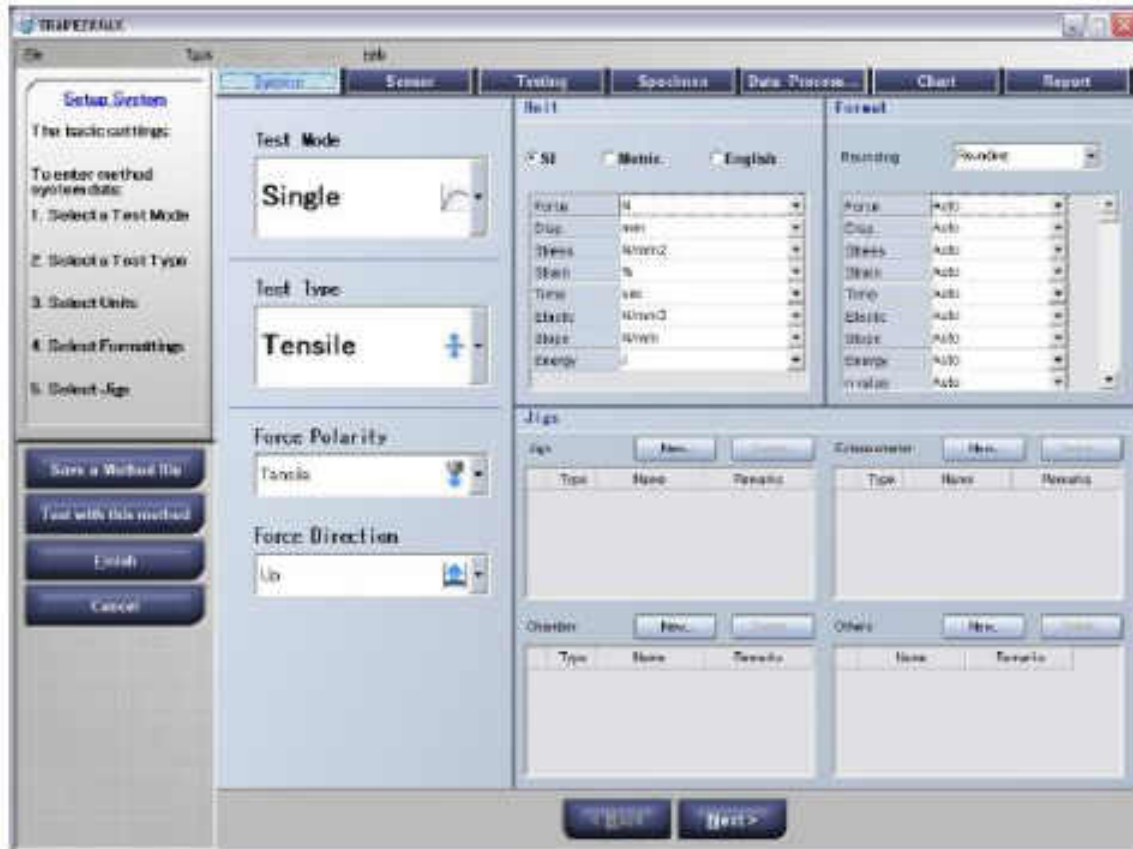 TRAPEZIUMX
File Tools Help
System Sensor Testing Specimen Data Process... Chart Report
Setup System
The basic settings:
To enter method
system data:
1. Select a Test Mode
2. Select a Test Type
3. Select Units
4. Select Formattings
5. Select Jigs
Save a Method file
Test with this method
Finish
Cancel
Test Mode
Single
Test Type
Tensile
Force Polarity
Tensile
Force Direction
Up
Unit
SI Metric English
Force N
Disp. mm
Stress N/mm2
Strain %
Time sec
Elastic N/mm2
Slope N/mm
Energy J
Format
Rounding Rounding
Force Auto
Disp. Auto
Stress Auto
Strain Auto
Time Auto
Elastic Auto
Slope Auto
Energy Auto
n-value Auto
Jigs
Jigs New...
Type Name Remarks
Extensometer New...
Type Name Remarks
Chamber New...
Type Name Remarks
Others New...
Name Remarks
< Back Next >